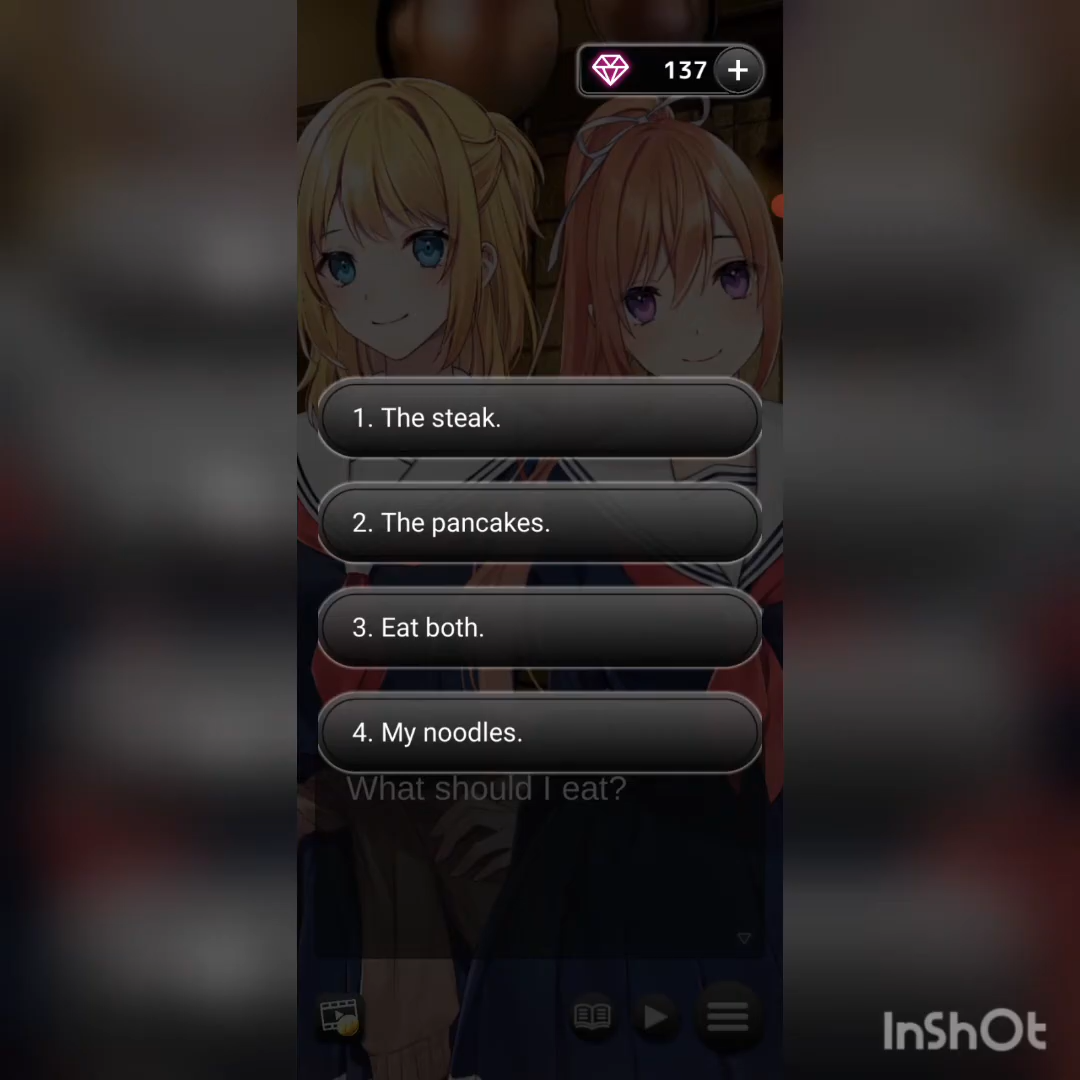 137
1. The steak.
2. The pancakes.
3. Eat both.
4. My noodles.
What should I eat?
InShOt